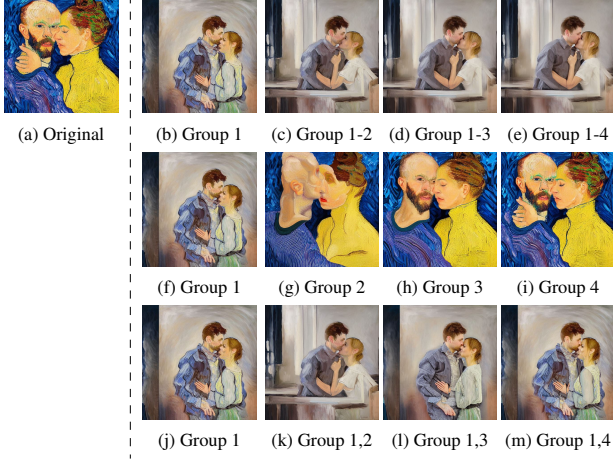 (a) Original
(b) Group 1
(c) Group 1-2
(d) Group 1-3
(e) Group 1-4
(f) Group 1
(g) Group 2
(h) Group 3
(i) Group 4
(j) Group 1
(k) Group 1,2
(l) Group 1,3
(m) Group 1,4